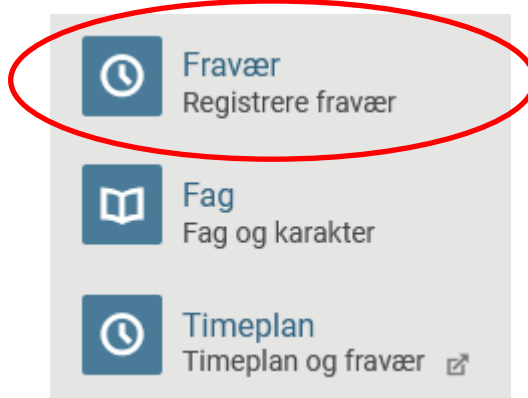 Fravær
Registrere fravær
Fag
Fag og karakter
Timeplan
Timeplan og fravær